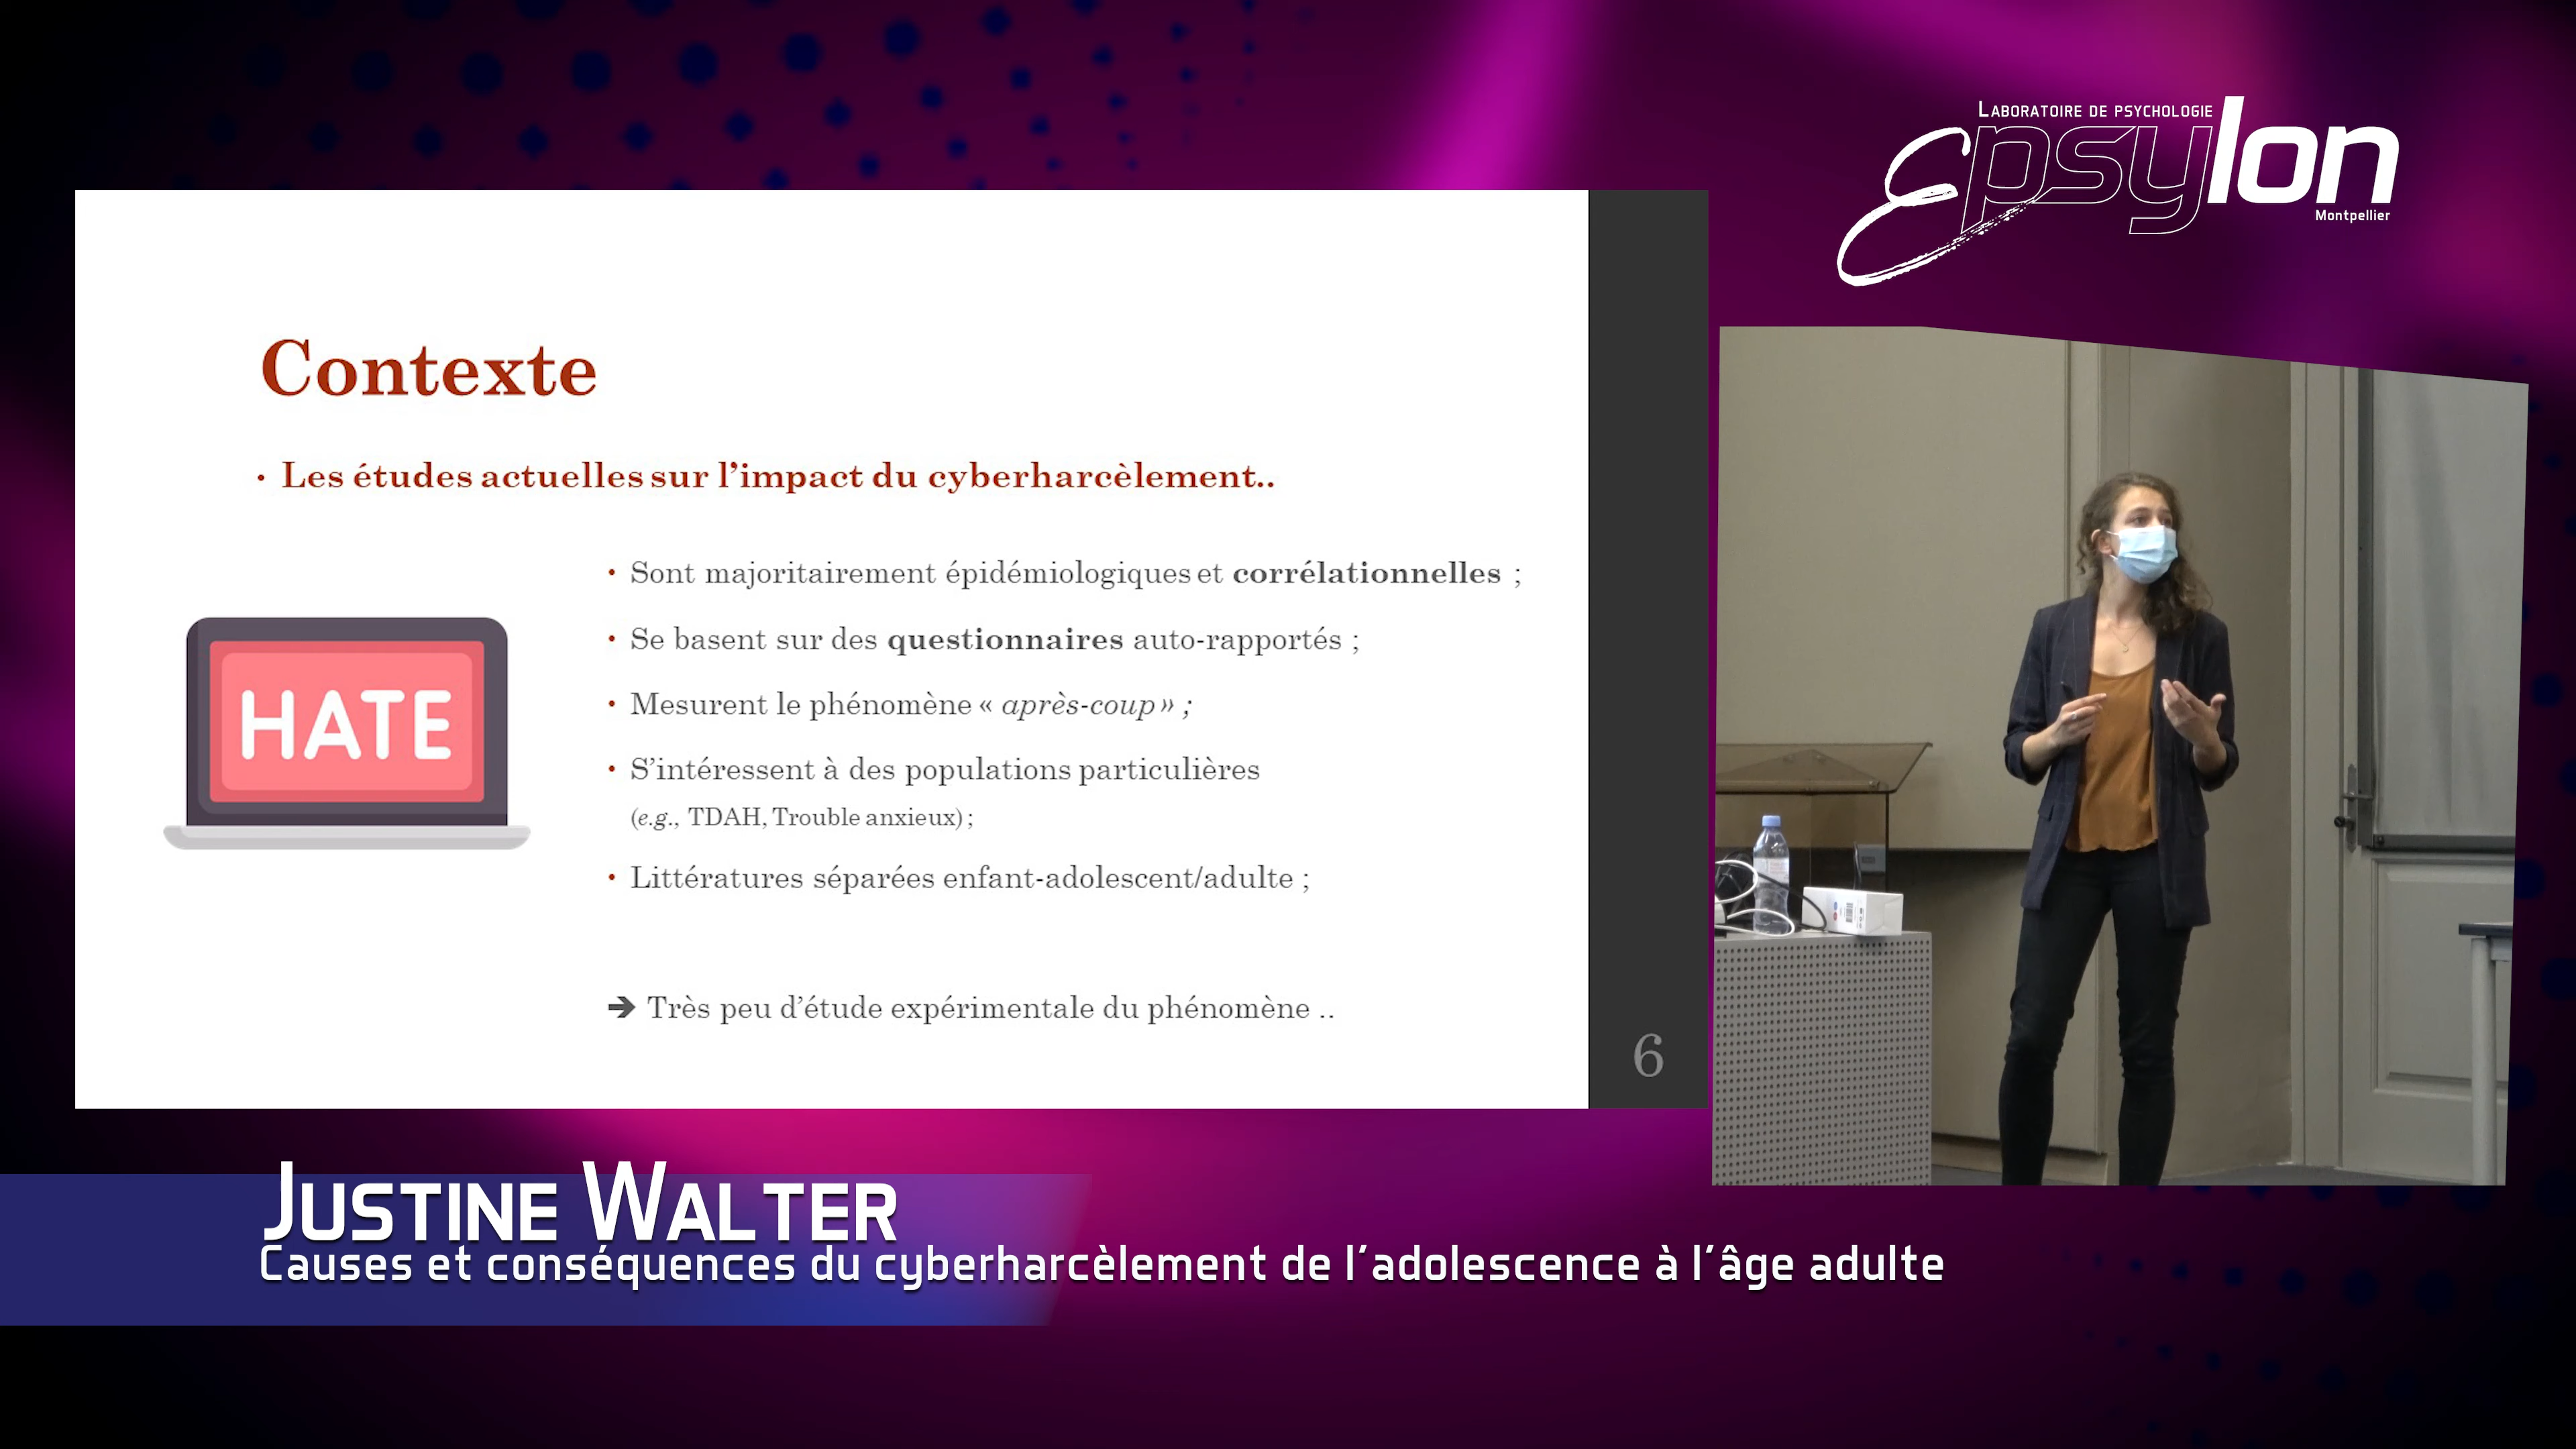 LABORATOIRE DE PSYCHOLOGIE
Epsylon
Montpellier
Contexte
• Les études actuelles sur l'impact du cyberharcèlement..
HATE
• Sont majoritairement épidémiologiques et corrélationnelles ;
• Se basent sur des questionnaires auto-rapportés ;
• Mesurent le phénomène « après-coup » ;
• S'intéressent à des populations particulières
(e.g., TDAH, Trouble anxieux) ;
• Littératures séparées enfant-adolescent/adulte ;
➔ Très peu d'étude expérimentale du phénomène ..
6
JUSTINE WALTER
Causes et conséquences du cyberharcèlement de l'adolescence à l'âge adulte